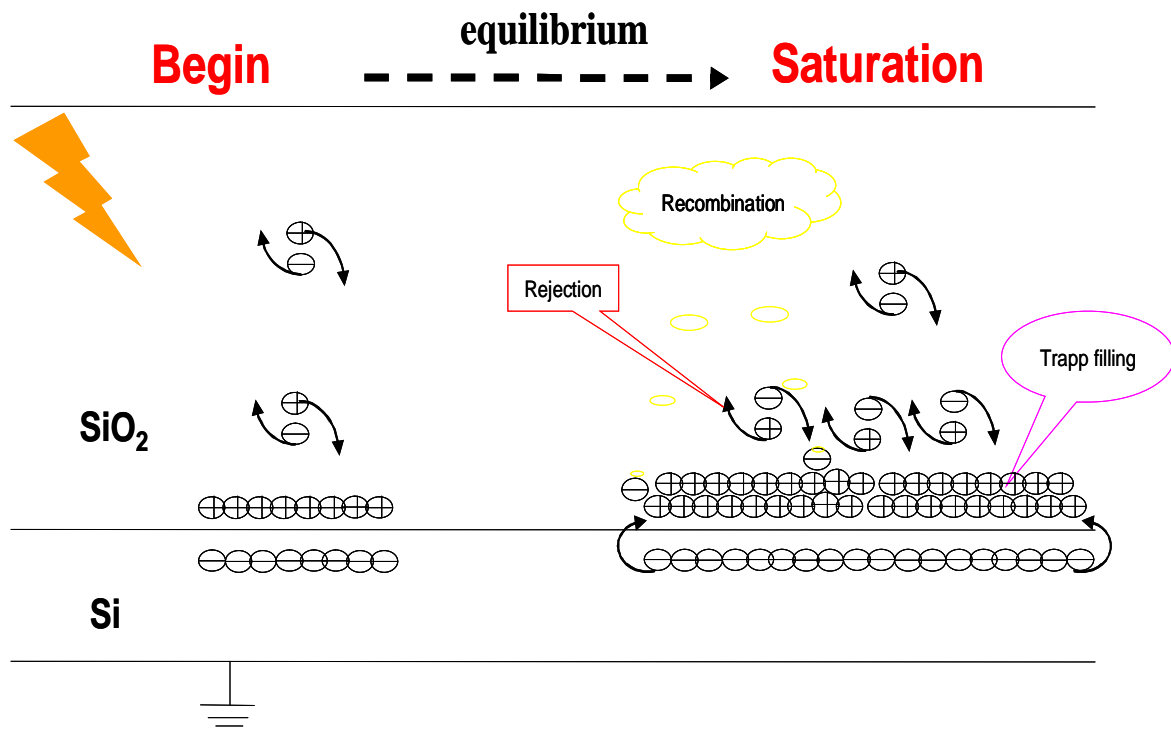 equilibrium
Begin
Saturation
Recombination
Rejection
Trapp filling
SiO₂
Si